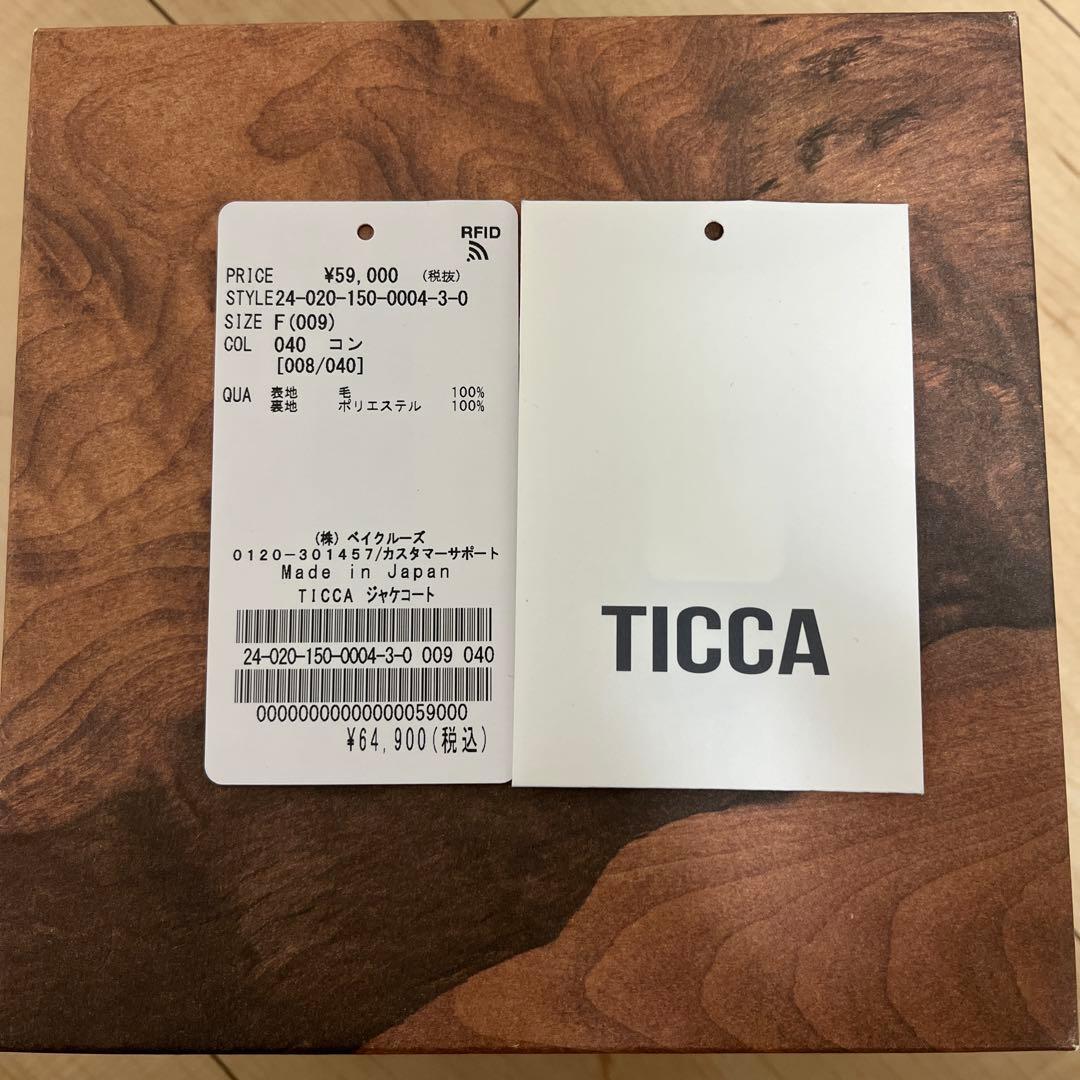 RFID
PRICE ¥59,000 (税抜)
STYLE24-020-150-0004-3-0
SIZE F(009)
COL 040 コン
[008/040]
QUA 表地 毛 100%
裏地 ポリエステル 100%
(株) ベイクルーズ
0120-301457/カスタマーサポート
Made in Japan
TICCA ジャケコート
24-020-150-0004-3-0 009 040
00000000000000059000
¥64,900(税込)
TICCA